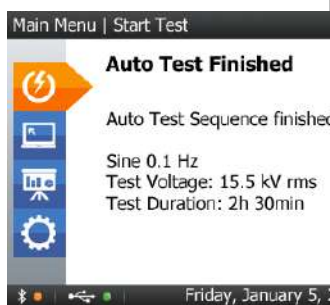 Main Menu | Start Test
Auto Test Finished
Auto Test Sequence finished
Sine 0.1 Hz
Test Voltage: 15.5 kV rms
Test Duration: 2h 30min
Friday, January 5,